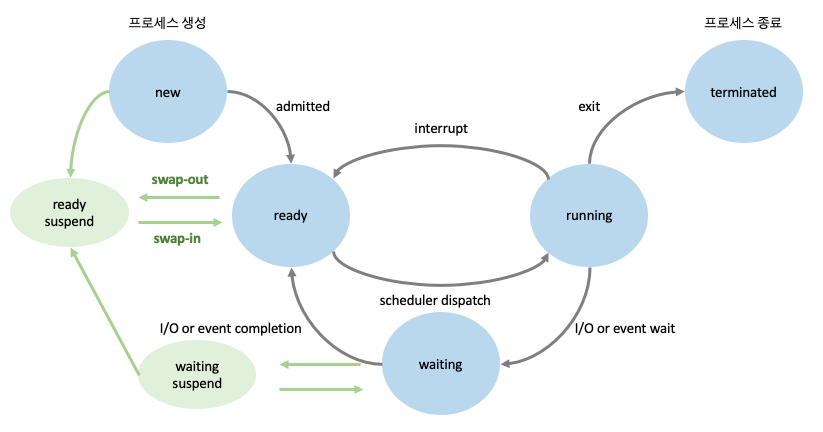 프로세스 생성
프로세스 종료
new
terminated
admitted
exit
interrupt
swap-out
ready
suspend
ready
running
swap-in
scheduler dispatch
I/O or event completion
I/O or event wait
waiting
suspend
waiting